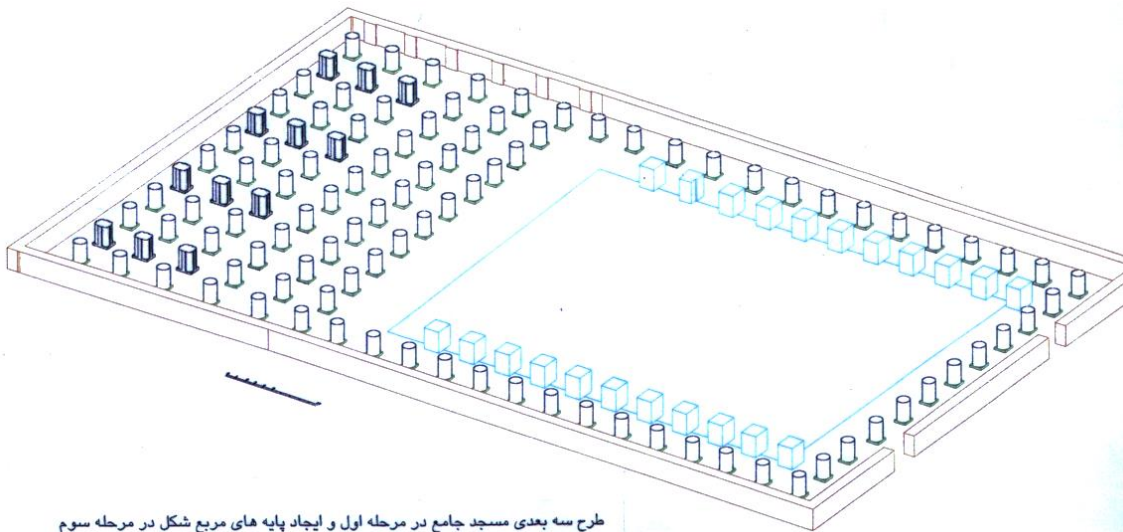 طرح سه بعدی مسجد جامع در مرحله اول و ایجاد پایه های مربع شکل در مرحله سوم